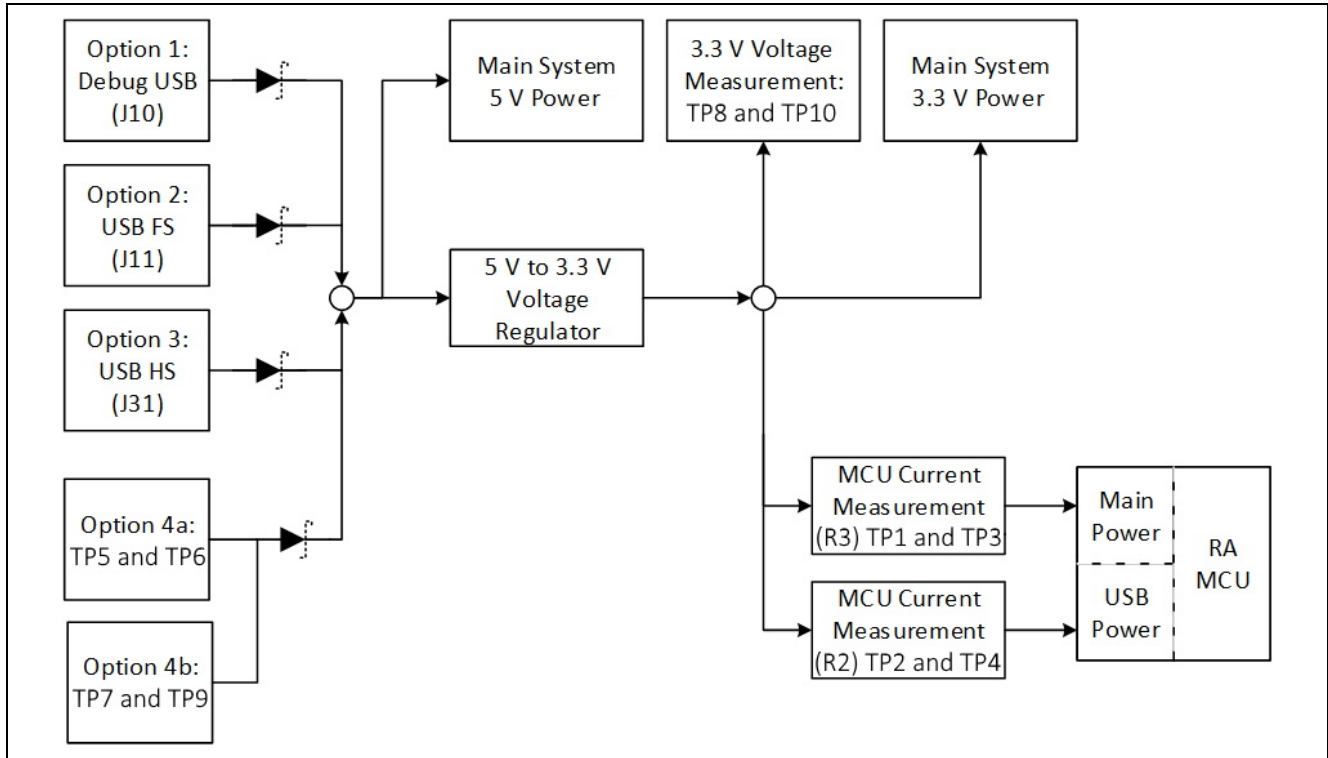 Option 1:
Debug USB
(J10)
Main System
5 V Power
3.3 V Voltage
Measurement:
TP8 and TP10
Main System
3.3 V Power
Option 2:
USB FS
(J11)
5 V to 3.3 V
Voltage
Regulator
Option 3:
USB HS
(J31)
Option 4a:
TP5 and TP6
MCU Current
Measurement
(R3) TP1 and TP3
Main
Power
RA
MCU
Option 4b:
TP7 and TP9
MCU Current
Measurement
(R2) TP2 and TP4
USB
Power